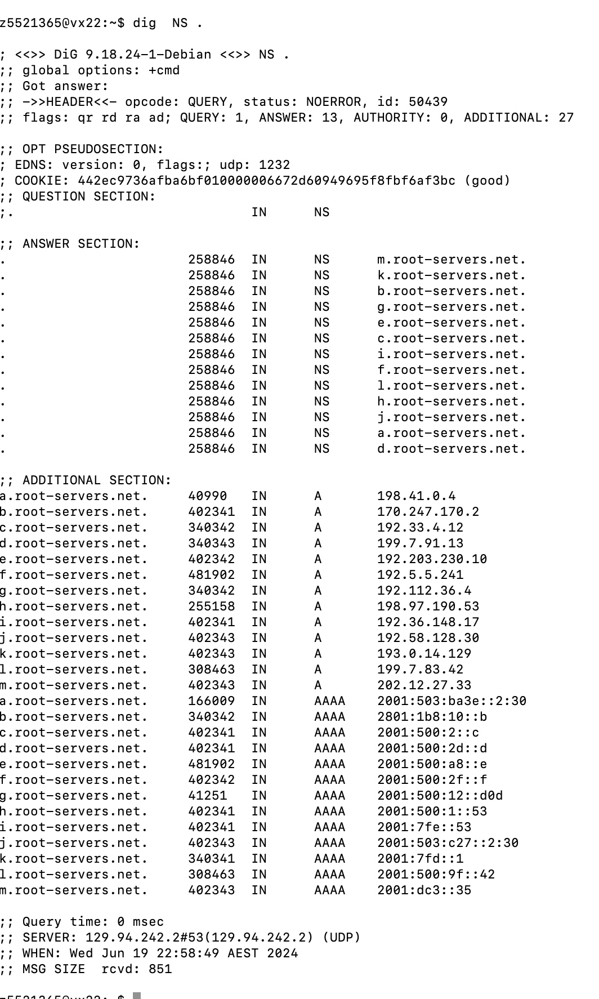 z5521365@vx22:~$ dig  NS .
; <<>> DiG 9.18.24-1-Debian <<>> NS .
;; global options: +cmd
;; Got answer:
;; ->>HEADER<<- opcode: QUERY, status: NOERROR, id: 50439
;; flags: qr rd ra ad; QUERY: 1, ANSWER: 13, AUTHORITY: 0, ADDITIONAL: 27
;; OPT PSEUDOSECTION:
; EDNS: version: 0, flags:; udp: 1232
; COOKIE: 442ec9736afba6bf010000006672d60949695f8fbf6af3bc (good)
;; QUESTION SECTION:
;. IN NS
;; ANSWER SECTION:
. 258846 IN NS m.root-servers.net.
. 258846 IN NS k.root-servers.net.
. 258846 IN NS b.root-servers.net.
. 258846 IN NS g.root-servers.net.
. 258846 IN NS e.root-servers.net.
. 258846 IN NS c.root-servers.net.
. 258846 IN NS i.root-servers.net.
. 258846 IN NS f.root-servers.net.
. 258846 IN NS l.root-servers.net.
. 258846 IN NS h.root-servers.net.
. 258846 IN NS j.root-servers.net.
. 258846 IN NS a.root-servers.net.
. 258846 IN NS d.root-servers.net.
;; ADDITIONAL SECTION:
a.root-servers.net. 40990 IN A 198.41.0.4
b.root-servers.net. 402341 IN A 170.247.170.2
c.root-servers.net. 340342 IN A 192.33.4.12
d.root-servers.net. 340343 IN A 199.7.91.13
e.root-servers.net. 402342 IN A 192.203.230.10
f.root-servers.net. 481902 IN A 192.5.5.241
g.root-servers.net. 340342 IN A 192.112.36.4
h.root-servers.net. 255158 IN A 198.97.190.53
i.root-servers.net. 402341 IN A 192.36.148.17
j.root-servers.net. 402343 IN A 192.58.128.30
k.root-servers.net. 402343 IN A 193.0.14.129
l.root-servers.net. 308463 IN A 199.7.83.42
m.root-servers.net. 402343 IN A 202.12.27.33
a.root-servers.net. 166009 IN AAAA 2001:503:ba3e::2:30
b.root-servers.net. 340342 IN AAAA 2801:1b8:10::b
c.root-servers.net. 402341 IN AAAA 2001:500:2::c
d.root-servers.net. 402341 IN AAAA 2001:500:2d::d
e.root-servers.net. 481902 IN AAAA 2001:500:a8::e
f.root-servers.net. 402342 IN AAAA 2001:500:2f::f
g.root-servers.net. 41251 IN AAAA 2001:500:12::d0d
h.root-servers.net. 402341 IN AAAA 2001:500:1::53
i.root-servers.net. 402341 IN AAAA 2001:7fe::53
j.root-servers.net. 402343 IN AAAA 2001:503:c27::2:30
k.root-servers.net. 340341 IN AAAA 2001:7fd::1
l.root-servers.net. 308463 IN AAAA 2001:500:9f::42
m.root-servers.net. 402343 IN AAAA 2001:dc3::35
;; Query time: 0 msec
;; SERVER: 129.94.242.2#53(129.94.242.2) (UDP)
;; WHEN: Wed Jun 19 22:58:49 AEST 2024
;; MSG SIZE  rcvd: 851
z5521365@vx22:~$